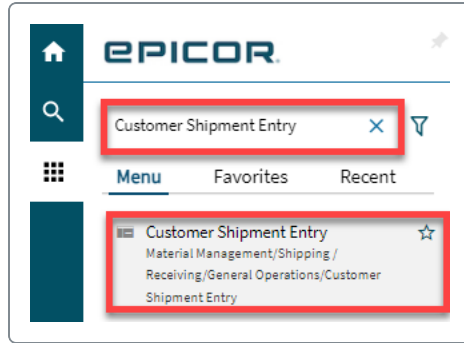 EPICOR
Customer Shipment Entry
Menu Favorites Recent
Customer Shipment Entry
Material Management/Shipping /
Receiving/General Operations/Customer
Shipment Entry